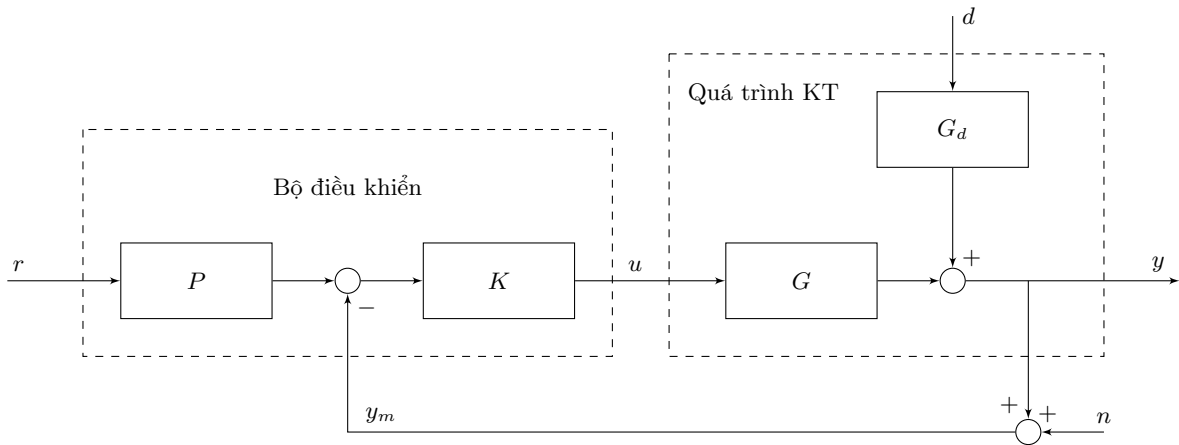 d
Quá trình KT
G_d
Bộ điều khiển
r
P
K
u
G
+
y
−
y_m
+
+
n